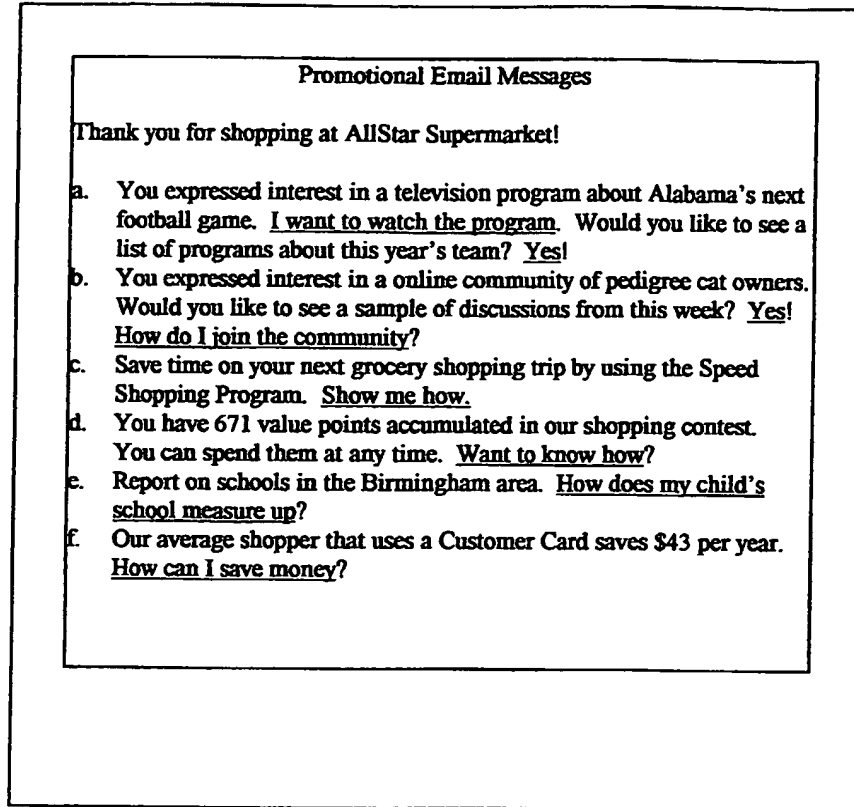 Promotional Email Messages
Thank you for shopping at AllStar Supermarket!
a. You expressed interest in a television program about Alabama's next
football game. I want to watch the program. Would you like to see a
list of programs about this year's team? Yes!
b. You expressed interest in a online community of pedigree cat owners.
Would you like to see a sample of discussions from this week? Yes!
How do I join the community?
c. Save time on your next grocery shopping trip by using the Speed
Shopping Program. Show me how.
d. You have 671 value points accumulated in our shopping contest.
You can spend them at any time. Want to know how?
e. Report on schools in the Birmingham area. How does my child's
school measure up?
f. Our average shopper that uses a Customer Card saves $43 per year.
How can I save money?